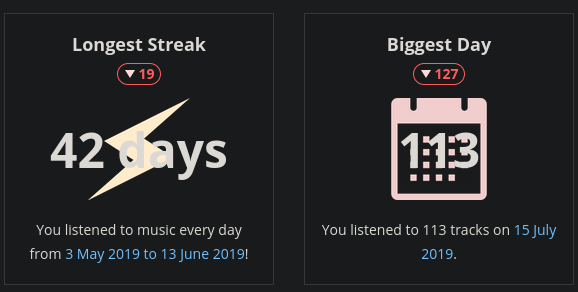 Longest Streak
▼ 19
42 days
You listened to music every day
from 3 May 2019 to 13 June 2019!
Biggest Day
▼ 127
113
You listened to 113 tracks on 15 July
2019.